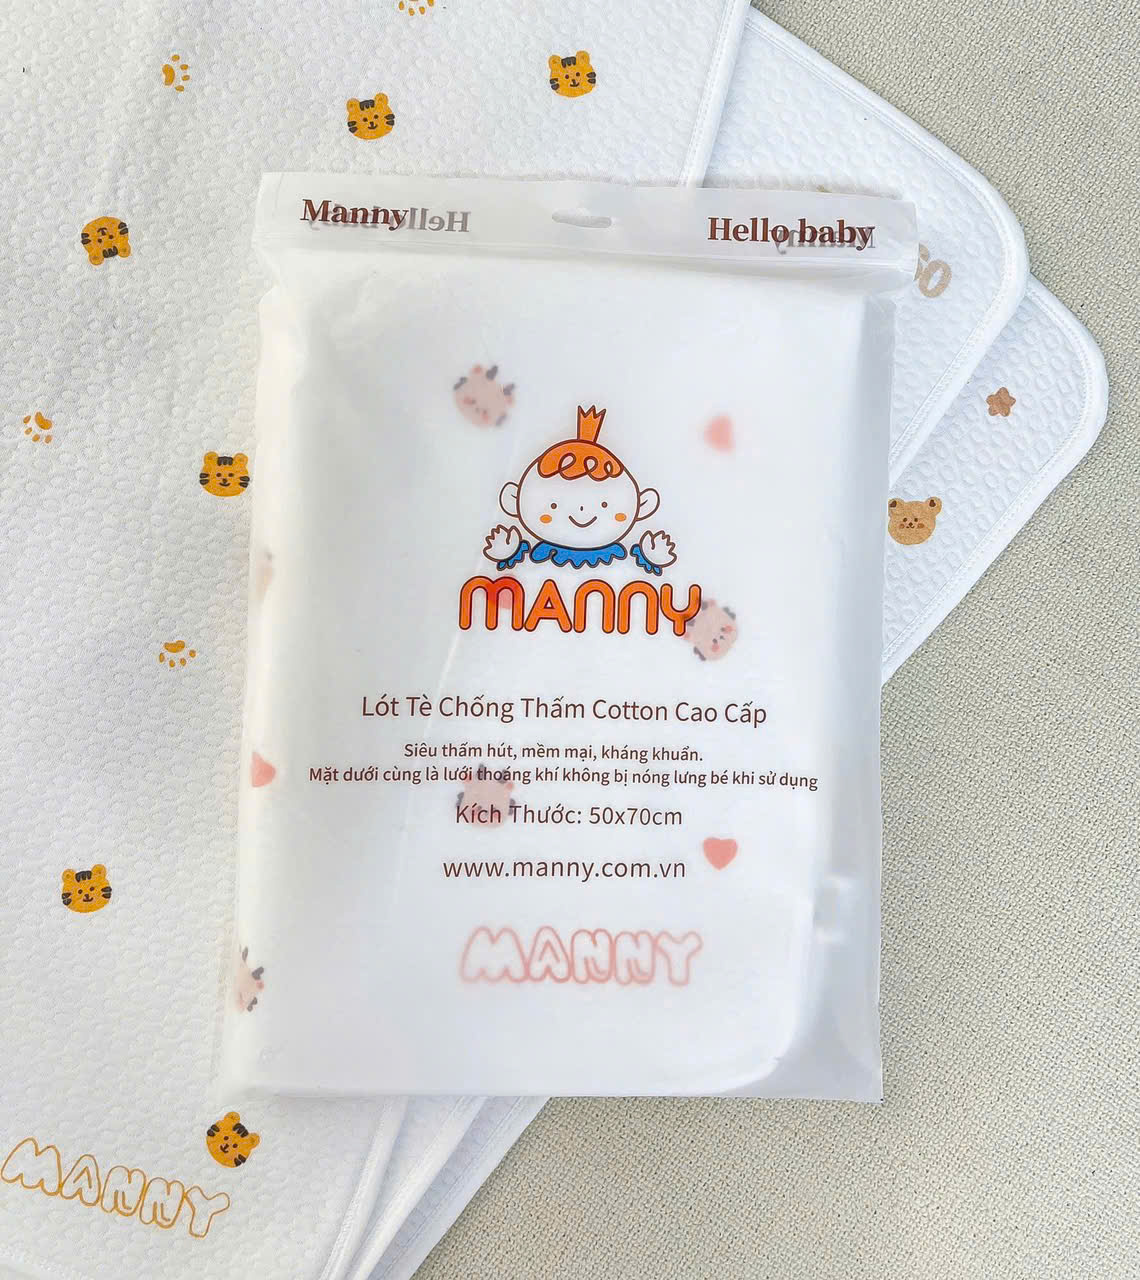 Manny
Hello baby
MANNY
Lót Tè Chống Thấm Cotton Cao Cấp
Siêu thấm hút, mềm mại, kháng khuẩn.
Mặt dưới cùng là lưới thoáng khí không bị nóng lưng bé khi sử dụng
Kích Thước: 50x70cm
www.manny.com.vn
MANNY
MANNY